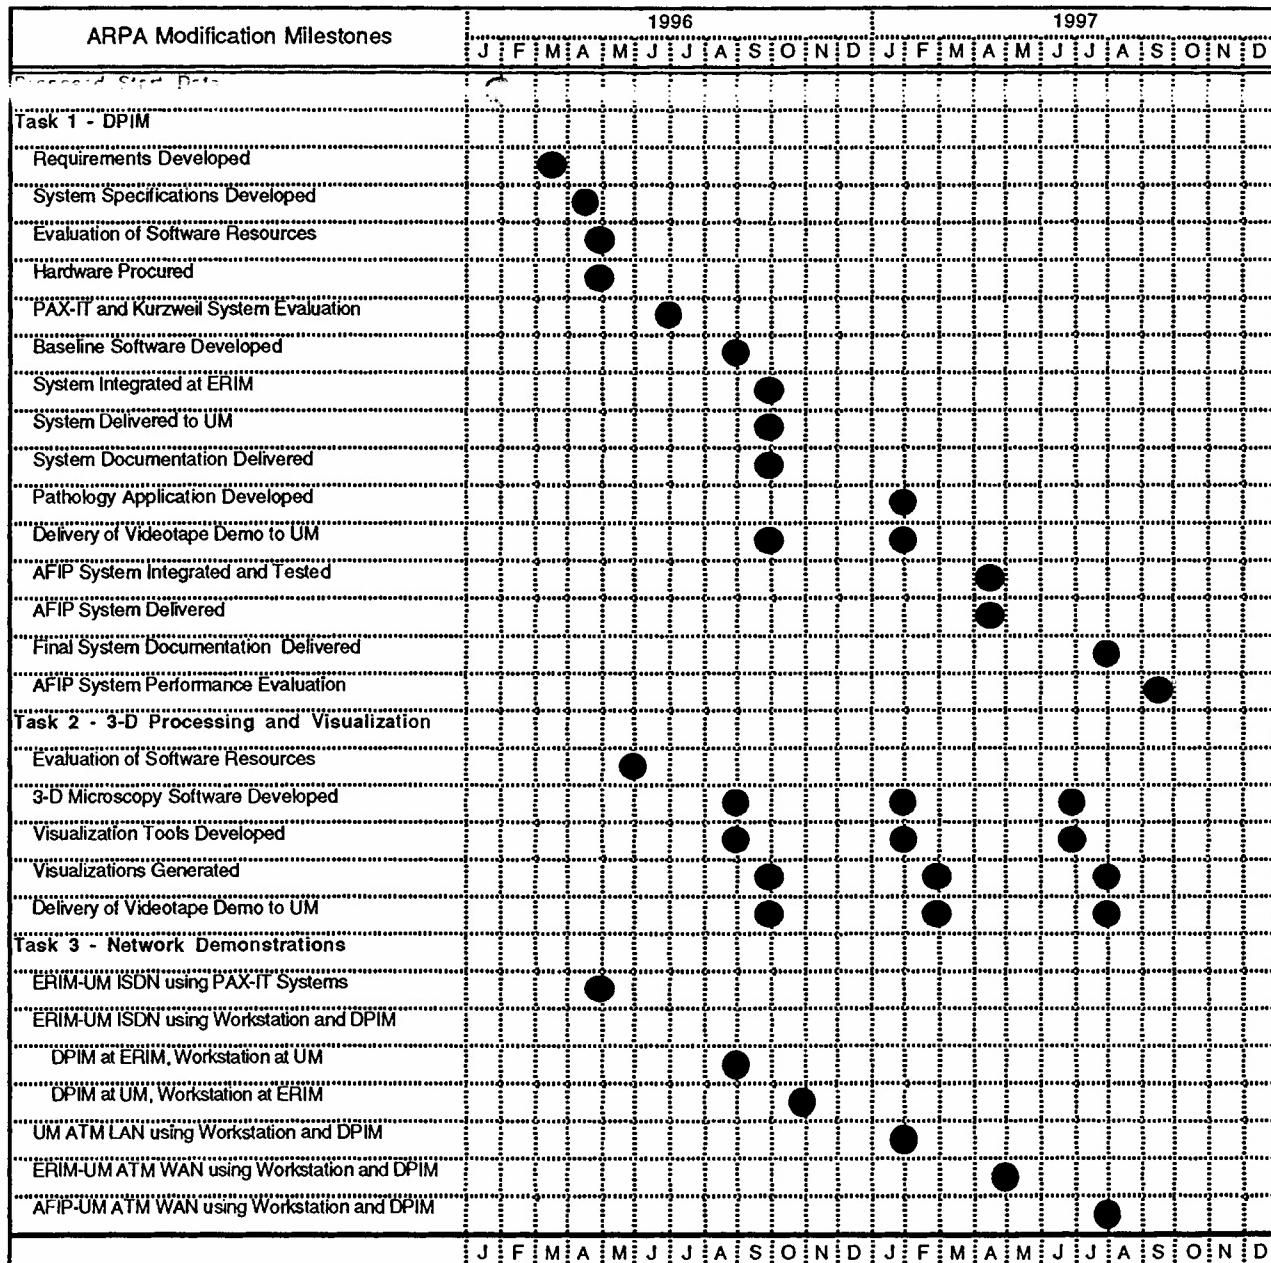 ARPA Modification Milestones
1996
1997
J F M A M J J A S O N D J F M A M J J A S O N D
Proposed Start Date
Task 1 - DPIM
Requirements Developed
System Specifications Developed
Evaluation of Software Resources
Hardware Procured
PAX-IT and Kurzweil System Evaluation
Baseline Software Developed
System Integrated at ERIM
System Delivered to UM
System Documentation Delivered
Pathology Application Developed
Delivery of Videotape Demo to UM
AFIP System Integrated and Tested
AFIP System Delivered
Final System Documentation Delivered
AFIP System Performance Evaluation
Task 2 - 3-D Processing and Visualization
Evaluation of Software Resources
3-D Microscopy Software Developed
Visualization Tools Developed
Visualizations Generated
Delivery of Videotape Demo to UM
Task 3 - Network Demonstrations
ERIM-UM ISDN using PAX-IT Systems
ERIM-UM ISDN using Workstation and DPIM
DPIM at ERIM, Workstation at UM
DPIM at UM, Workstation at ERIM
UM ATM LAN using Workstation and DPIM
ERIM-UM ATM WAN using Workstation and DPIM
AFIP-UM ATM WAN using Workstation and DPIM
J F M A M J J A S O N D J F M A M J J A S O N D